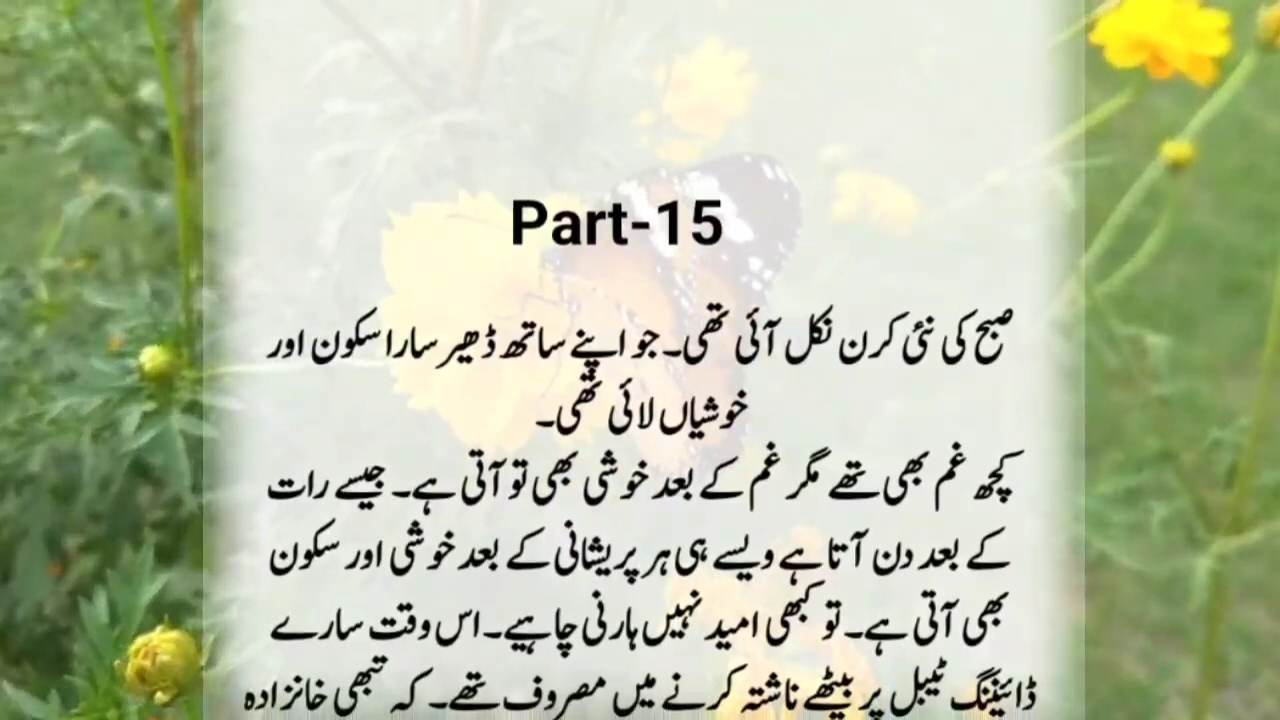 Part-15
صبح کی نئی کرن نکل آئی تھی۔ جو اپنے ساتھ ڈھیر سارا سکون اور
خوشیاں لائی تھی۔
کچھ غم بھی تھے مگر غم کے بعد خوشی بھی تو آتی ہے۔ جیسے رات
کے بعد دن آتا ہے ویسے ہی ہر پریشانی کے بعد خوشی اور سکون
بھی آتی ہے۔ تو کبھی امید نہیں ہارنی چاہیے۔ اس وقت سارے
ڈائیننگ ٹیبل پر بیٹھے ناشتہ کرنے میں مصروف تھے۔ کہ تبھی خانزادہ